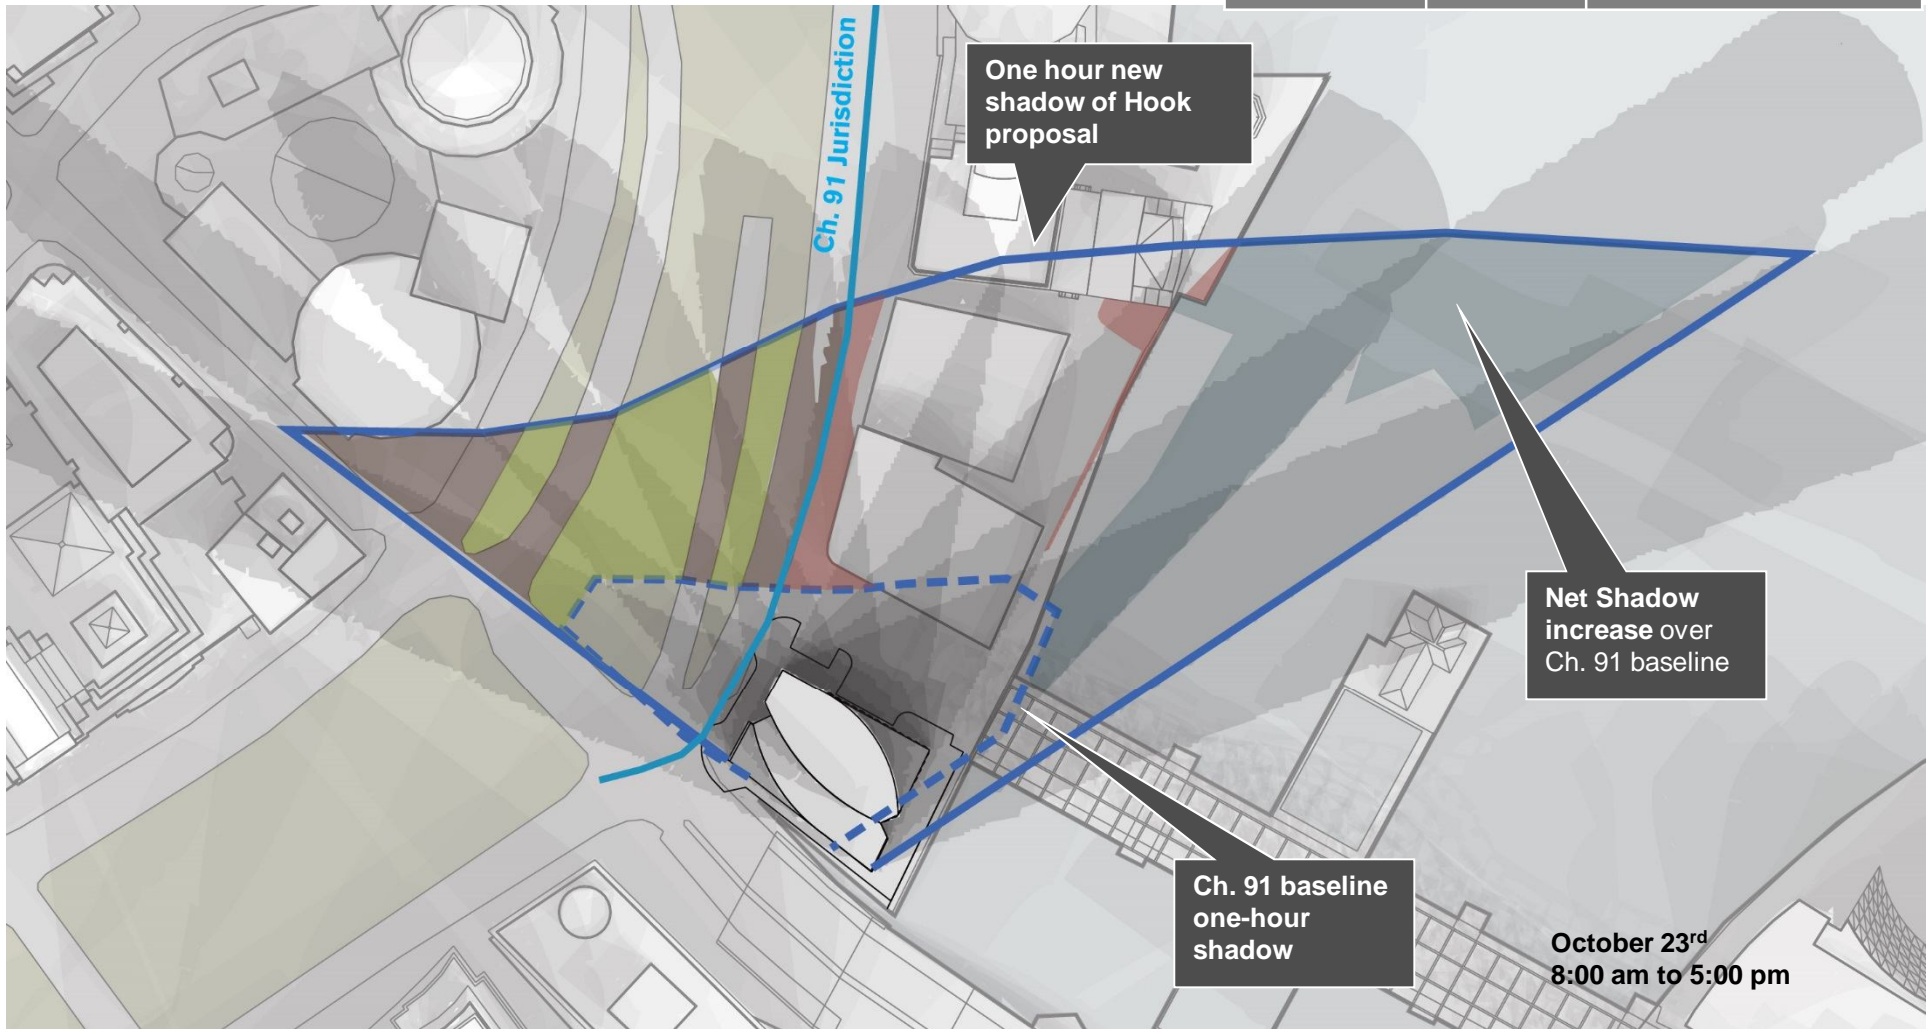 Ch. 91 Jurisdiction
One hour new
shadow of Hook
proposal
Net Shadow
increase over
Ch. 91 baseline
Ch. 91 baseline
one-hour
shadow
October 23rd
8:00 am to 5:00 pm